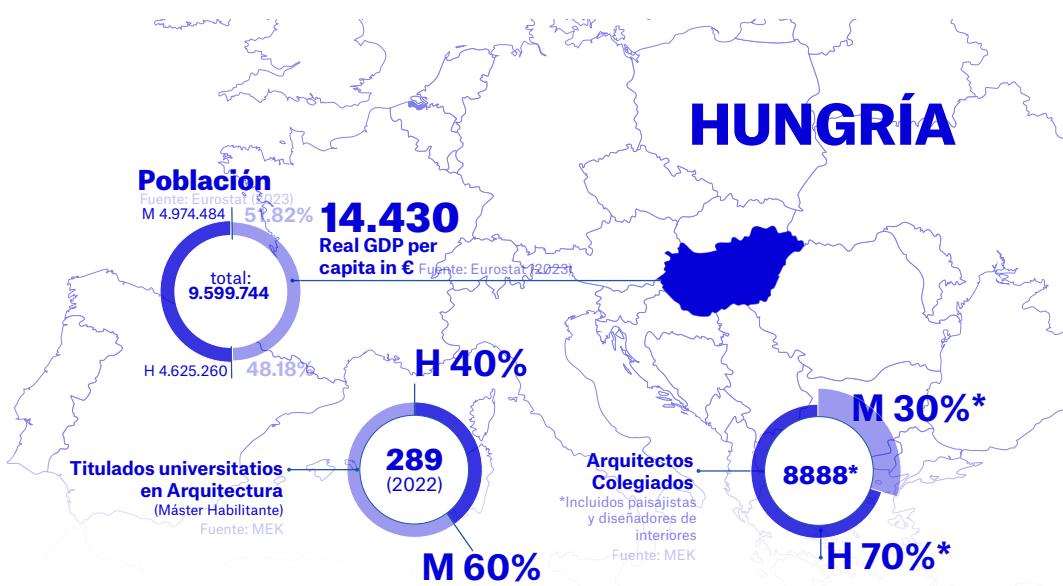 HUNGRÍA
Población
Fuente: Eurostat (2023)
M 4.974.484
51.82%
total:
9.599.744
H 4.625.260
48.18%
14.430
Real GDP per
capita in € Fuente: Eurostat (2023)
H 40%
289
(2022)
M 60%
Titulados universitatios
en Arquitectura
(Máster Habilitante)
Fuente: MEK
Arquitectos
Colegiados
*Incluidos paisajistas
y diseñadores de
interiores
Fuente: MEK
M 30%*
8888*
H 70%*